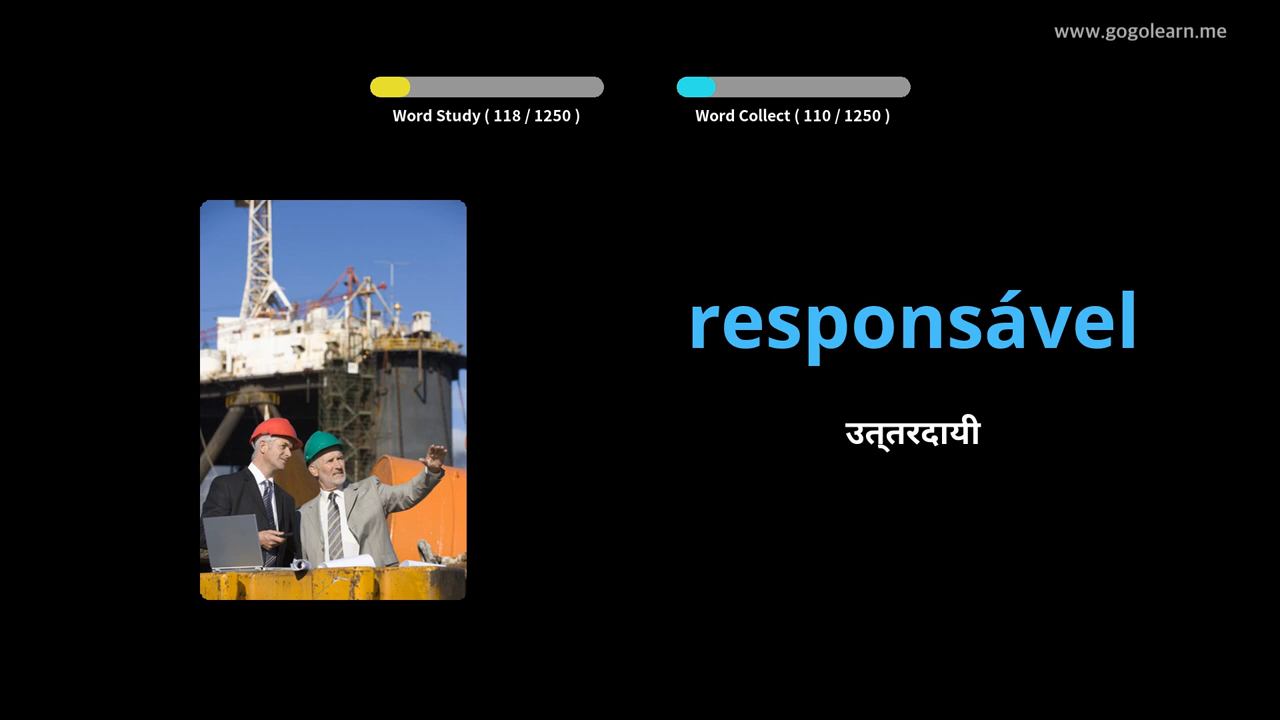 www.gogolearn.me
Word Study ( 118 / 1250 )
Word Collect ( 110 / 1250 )
responsável
उत्तरदायी